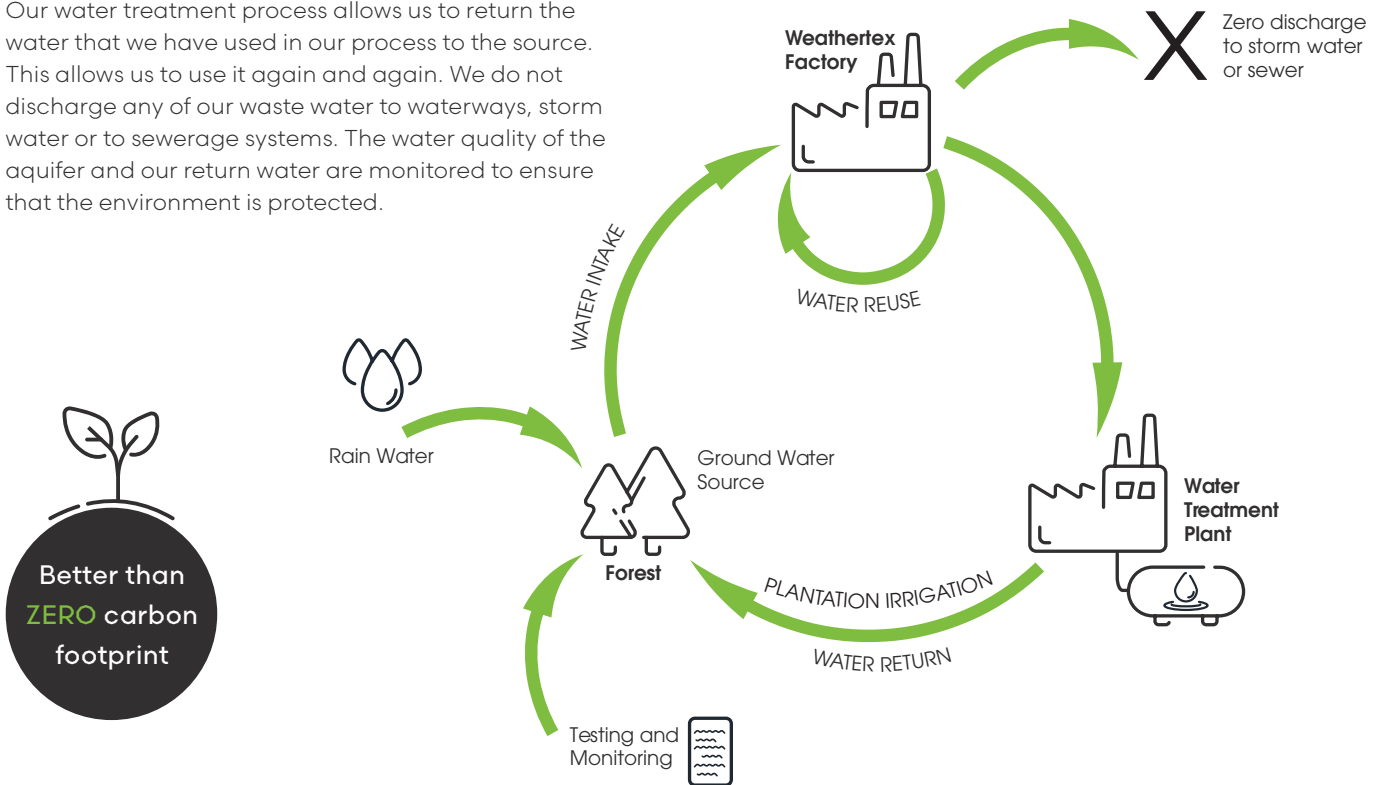 Our water treatment process allows us to return the
water that we have used in our process to the source.
This allows us to use it again and again. We do not
discharge any of our waste water to waterways, storm
water or to sewerage systems. The water quality of the
aquifer and our return water are monitored to ensure
that the environment is protected.
Weathertex
Factory
Zero discharge
to storm water
or sewer
WATER INTAKE
WATER REUSE
Rain Water
Ground Water
Source
Forest
Water
Treatment
Plant
PLANTATION IRRIGATION
WATER RETURN
Testing and
Monitoring
Better than
ZERO carbon
footprint